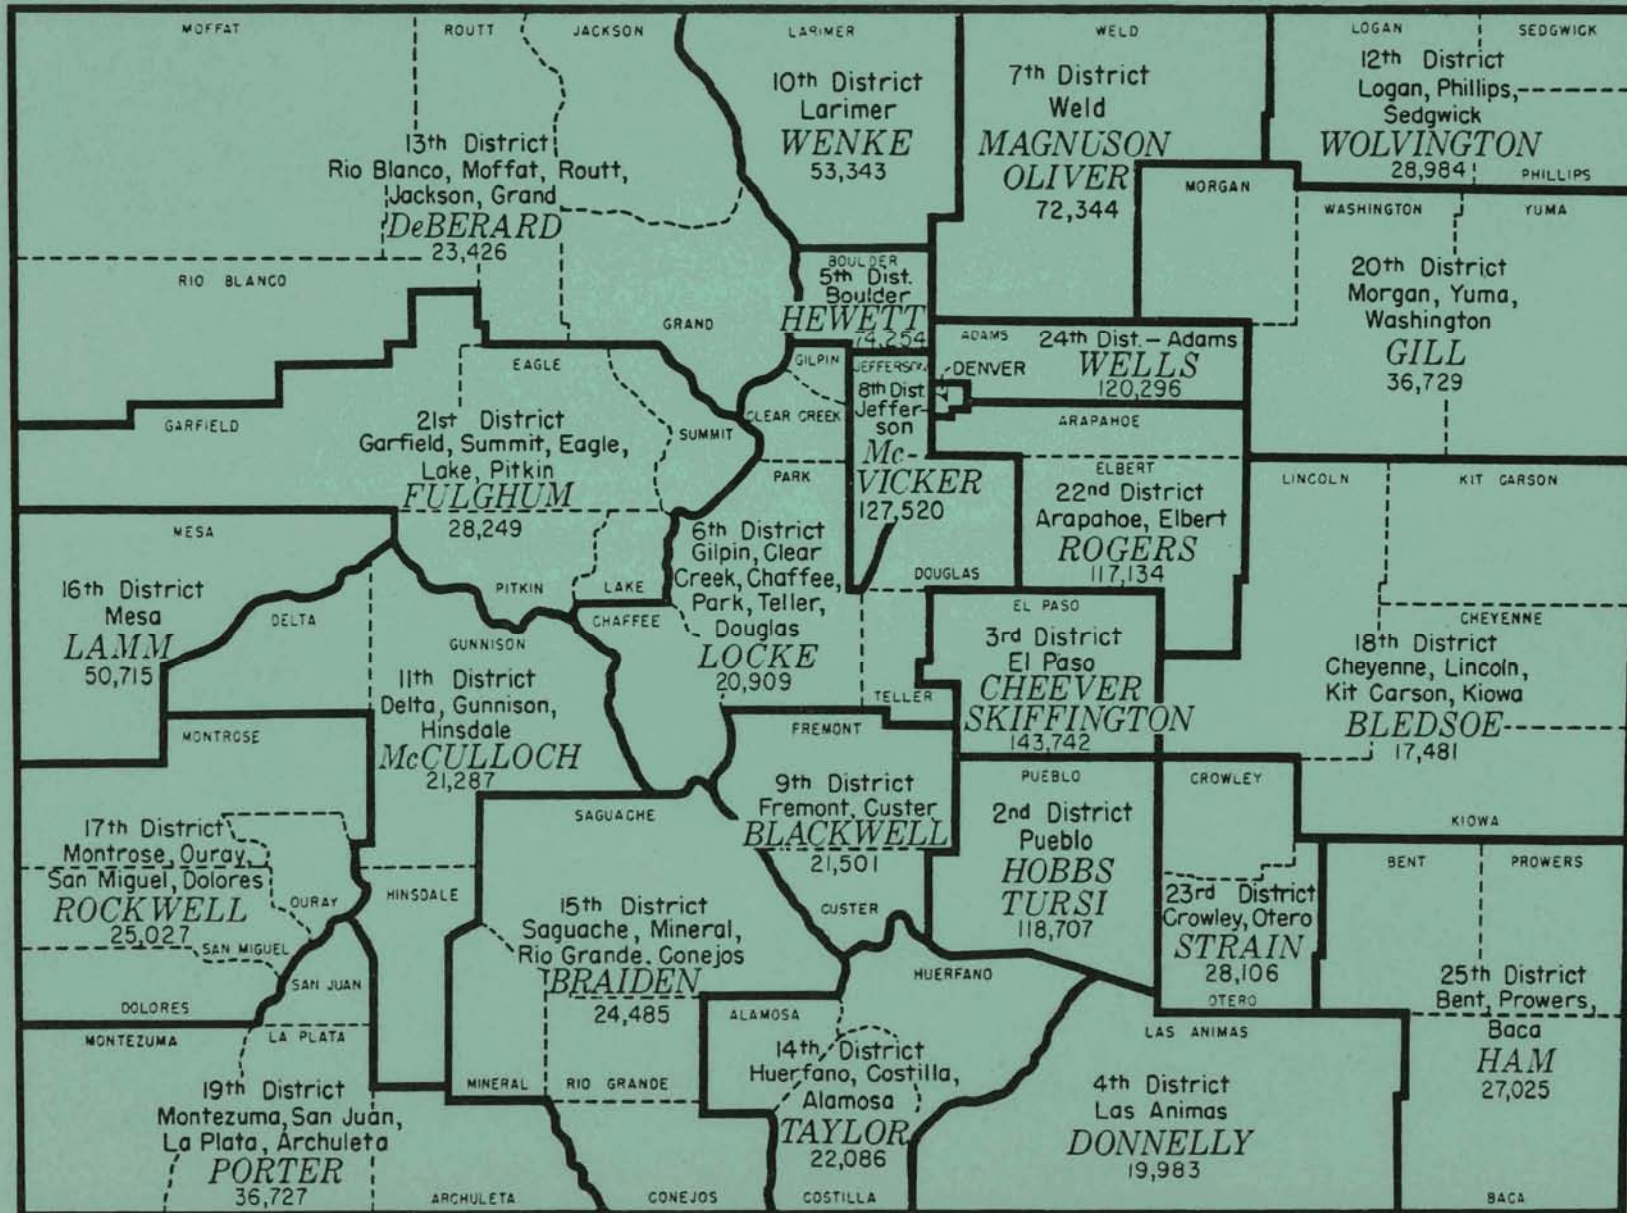 MOFFAT
ROUTT
JACKSON
LARIMER
WELD
LOGAN
SEDGWICK
13th District
Rio Blanco, Moffat, Routt,
Jackson, Grand
DeBERARD
23,426
10th District
Larimer
WENKE
53,343
7th District
Weld
MAGNUSON
OLIVER
72,344
12th District
Logan, Phillips,
Sedgwick
WOLVINGTON
28,984
PHILLIPS
MORGAN
WASHINGTON
YUMA
20th District
Morgan, Yuma,
Washington
GILL
36,729
RIO BLANCO
GRAND
BOULDER
5th Dist.
Boulder
HEWETT
74,254
ADAMS
24th Dist. – Adams
WELLS
120,296
DENVER
GILPIN
JEFFERSON
8th Dist.
Jeffer-
son
Mc-
VICKER
127,520
CLEAR CREEK
EAGLE
SUMMIT
GARFIELD
21st District
Garfield, Summit, Eagle,
Lake, Pitkin
FULGHUM
28,249
PITKIN
LAKE
PARK
ARAPAHOE
ELBERT
22nd District
Arapahoe, Elbert
ROGERS
117,134
LINCOLN
KIT CARSON
MESA
16th District
Mesa
LAMM
50,715
DELTA
GUNNISON
11th District
Delta, Gunnison,
Hinsdale
McCULLOCH
21,287
CHAFFEE
6th District
Gilpin, Clear
Creek, Chaffee,
Park, Teller,
Douglas
LOCKE
20,909
DOUGLAS
TELLER
EL PASO
3rd District
El Paso
CHEEVER
SKIFFINGTON
143,742
CHEYENNE
18th District
Cheyenne, Lincoln,
Kit Carson, Kiowa
BLEDSOE
17,481
KIOWA
MONTROSE
17th District
Montrose, Ouray,
San Miguel, Dolores
ROCKWELL
25,027
OURAY
SAN MIGUEL
DOLORES
HINSDALE
SAN JUAN
SAGUACHE
15th District
Saguache, Mineral,
Rio Grande, Conejos
BRAIDEN
24,485
FREMONT
9th District
Fremont, Custer
BLACKWELL
21,501
CUSTER
PUEBLO
2nd District
Pueblo
HOBBS
TURSI
118,707
CROWLEY
23rd District
Crowley, Otero
STRAIN
28,106
OTERO
BENT
PROWERS
25th District
Bent, Prowers,
Baca
HAM
27,025
BACA
MONTEZUMA
LA PLATA
19th District
Montezuma, San Juan,
La Plata, Archuleta
PORTER
36,727
ARCHULETA
MINERAL
RIO GRANDE
CONEJOS
ALAMOSA
HUERFANO
14th District
Huerfano, Costilla,
Alamosa
TAYLOR
22,086
COSTILLA
LAS ANIMAS
4th District
Las Animas
DONNELLY
19,983